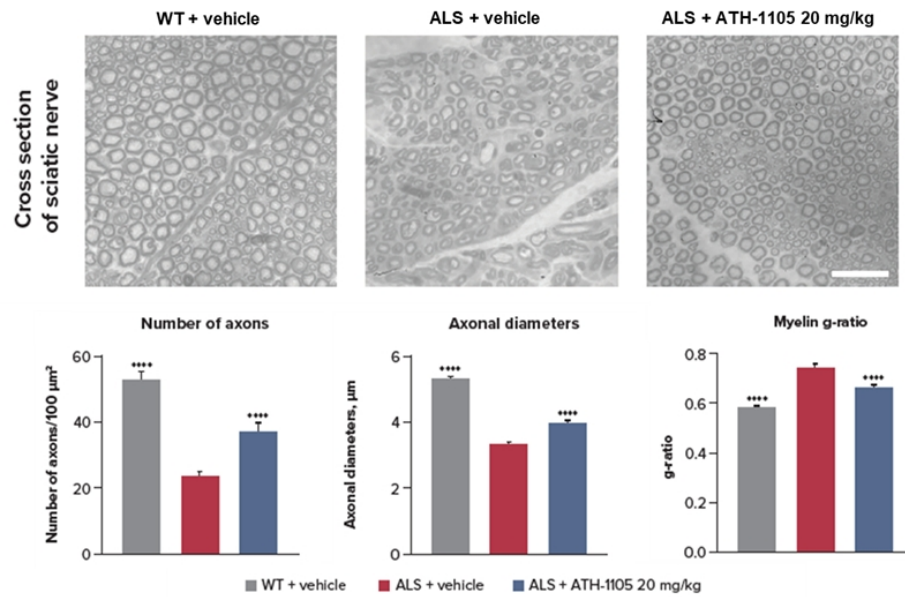 WT + vehicle
ALS + vehicle
ALS + ATH-1105 20 mg/kg
Cross section
of sciatic nerve
Number of axons
Number of axons/100 µm²
60
40
20
0
****
****
Axonal diameters
Axonal diameters, µm
6
4
2
0
****
****
Myelin g-ratio
g-ratio
0.8
0.6
0.4
0.2
0.0
****
****
WT + vehicle
ALS + vehicle
ALS + ATH-1105 20 mg/kg